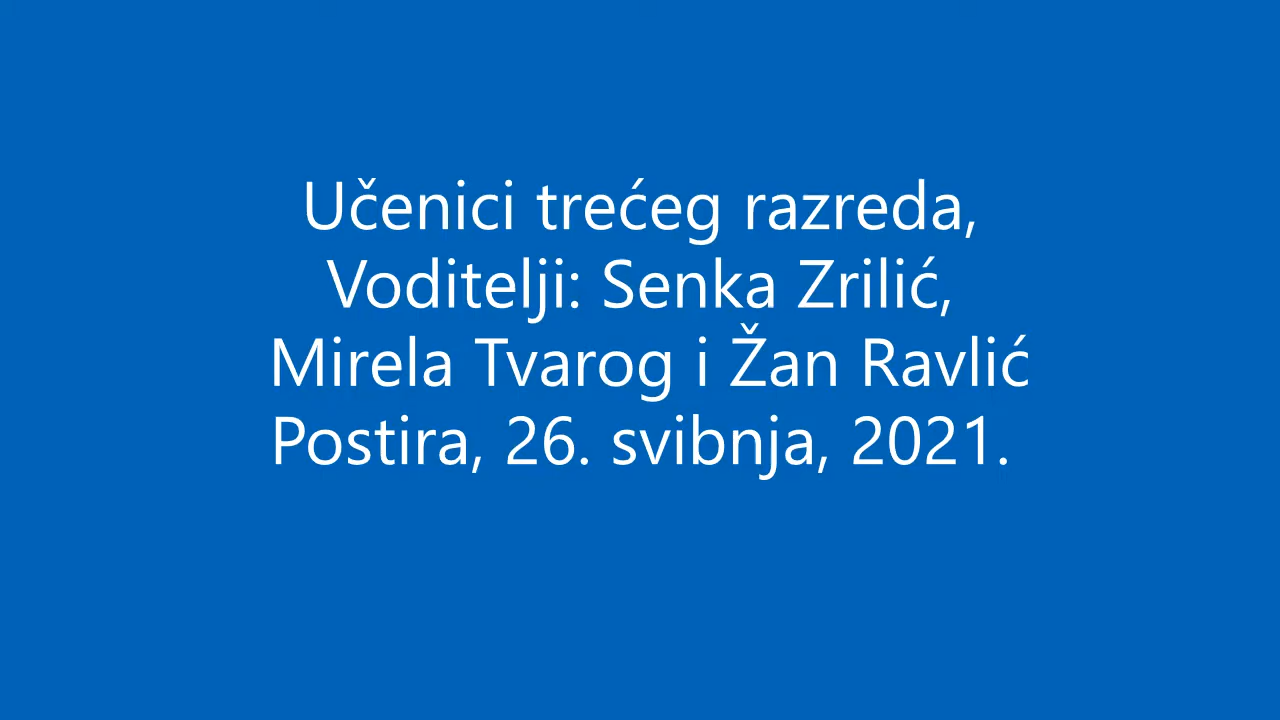 Učenici trećeg razreda,
Voditelji: Senka Zrilić,
Mirela Tvarog i Žan Ravlić
Postira, 26. svibnja, 2021.